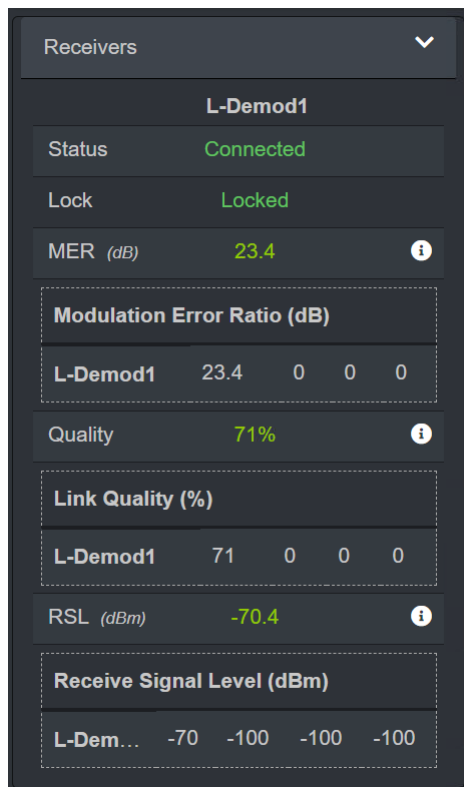 Receivers
L-Demod1
Status Connected
Lock Locked
MER (dB) 23.4
Modulation Error Ratio (dB)
L-Demod1 23.4 0 0 0
Quality 71%
Link Quality (%)
L-Demod1 71 0 0 0
RSL (dBm) -70.4
Receive Signal Level (dBm)
L-Dem... -70 -100 -100 -100